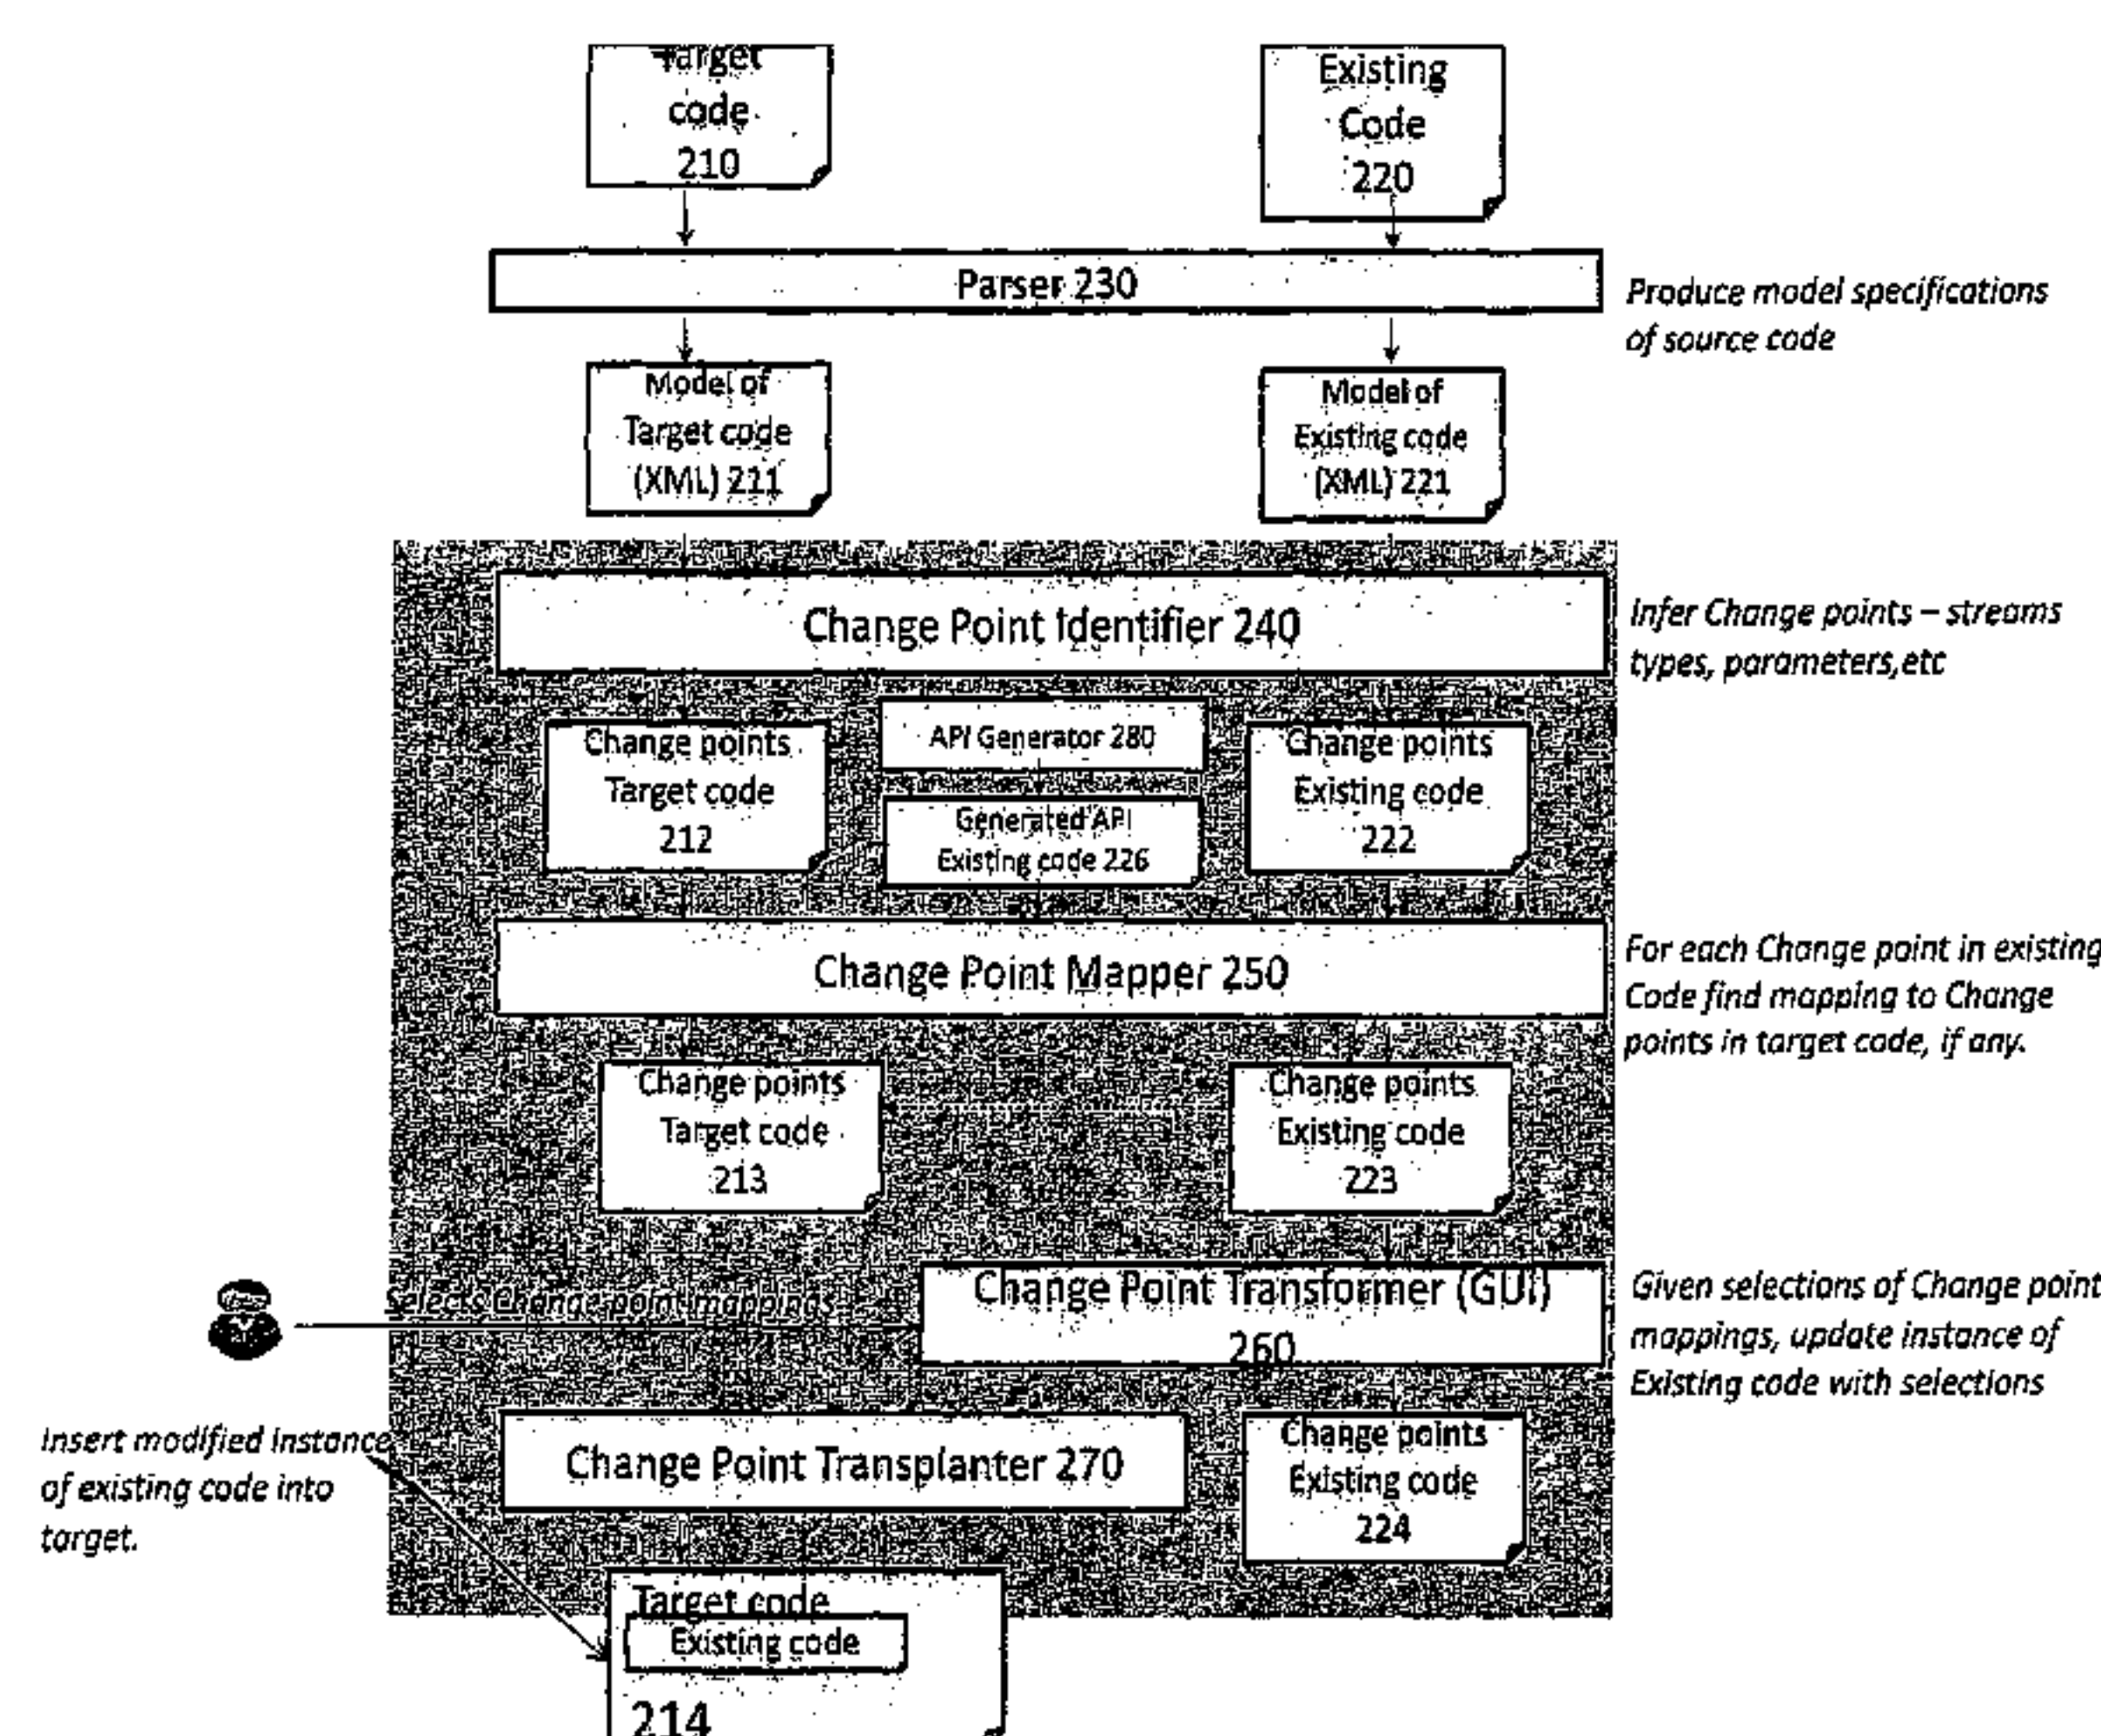 Target
code
210
Existing
Code
220
Parser 230
Produce model specifications
of source code
Model of
Target code
(XML) 211
Model of
Existing code
(XML) 221
Change Point Identifier 240
Infer Change points – streams
types, parameters,etc
Change points
Target code
212
API Generator 280
Generated API
Existing code 226
Change points
Existing code
222
Change Point Mapper 250
For each Change point in existing
Code find mapping to Change
points in target code, if any.
Change points
Target code
213
Change points
Existing code
223
Selects Change point mappings
Change Point Transformer (GUI)
260
Given selections of Change point
mappings, update instance of
Existing code with selections
Insert modified instance
of existing code into
target.
Change Point Transplanter 270
Change points
Existing code
224
Target code
Existing code
214